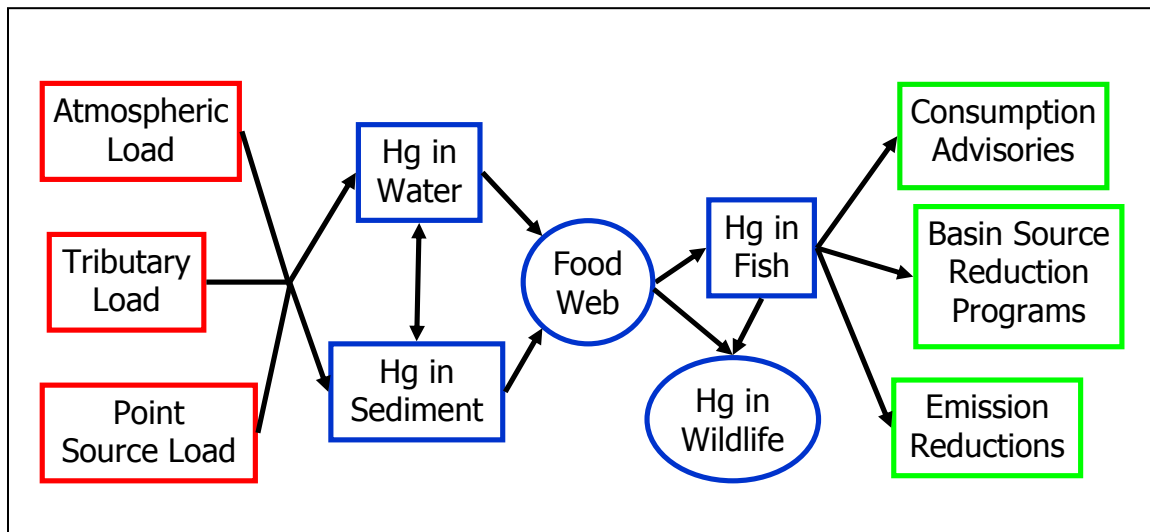 Atmospheric
Load
Tributary
Load
Point
Source Load
Hg in
Water
Hg in
Sediment
Food
Web
Hg in
Fish
Hg in
Wildlife
Consumption
Advisories
Basin Source
Reduction
Programs
Emission
Reductions